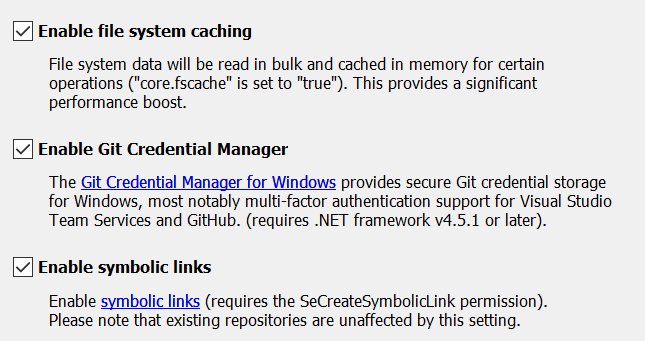 Enable file system caching
File system data will be read in bulk and cached in memory for certain
operations ("core.fscache" is set to "true"). This provides a significant
performance boost.
Enable Git Credential Manager
The Git Credential Manager for Windows provides secure Git credential storage
for Windows, most notably multi-factor authentication support for Visual Studio
Team Services and GitHub. (requires .NET framework v4.5.1 or later).
Enable symbolic links
Enable symbolic links (requires the SeCreateSymbolicLink permission).
Please note that existing repositories are unaffected by this setting.